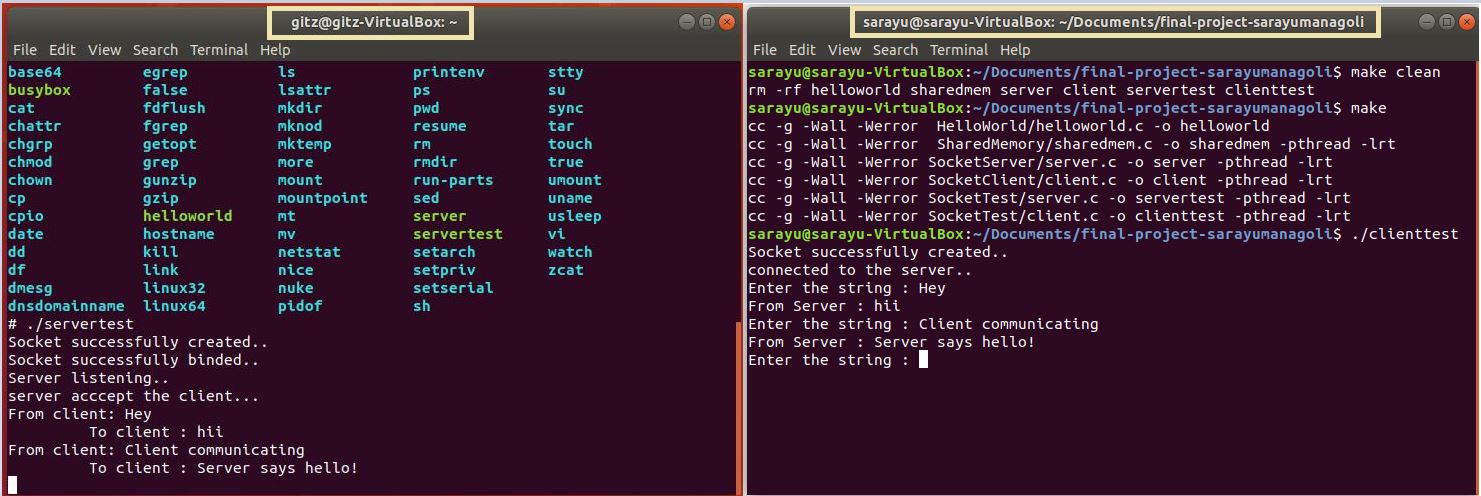 gitz@gitz-VirtualBox: ~
File Edit View Search Terminal Help
base64 egrep ls printenv stty
busybox false lsattr ps su
cat fdflush mkdir pwd sync
chattr fgrep mknod resume tar
chgrp getopt mktemp rm touch
chmod grep more rmdir true
chown gunzip mount run-parts umount
cp gzip mountpoint sed uname
cpio helloworld mt server usleep
date hostname mv servertest vi
dd kill netstat setarch watch
df link nice setpriv zcat
dmesg linux32 nuke setserial
dnsdomainname linux64 pidof sh
# ./servertest
Socket successfully created..
Socket successfully binded..
Server listening..
server acccept the client...
From client: Hey
To client : hii
From client: Client communicating
To client : Server says hello!
sarayu@sarayu-VirtualBox: ~/Documents/final-project-sarayumanagoli
File Edit View Search Terminal Help
sarayu@sarayu-VirtualBox:~/Documents/final-project-sarayumanagoli$ make clean
rm -rf helloworld sharedmem server client servertest clienttest
sarayu@sarayu-VirtualBox:~/Documents/final-project-sarayumanagoli$ make
cc -g -Wall -Werror  HelloWorld/helloworld.c -o helloworld
cc -g -Wall -Werror  SharedMemory/sharedmem.c -o sharedmem -pthread -lrt
cc -g -Wall -Werror SocketServer/server.c -o server -pthread -lrt
cc -g -Wall -Werror SocketClient/client.c -o client -pthread -lrt
cc -g -Wall -Werror SocketTest/server.c -o servertest -pthread -lrt
cc -g -Wall -Werror SocketTest/client.c -o clienttest -pthread -lrt
sarayu@sarayu-VirtualBox:~/Documents/final-project-sarayumanagoli$ ./clienttest
Socket successfully created..
connected to the server..
Enter the string : Hey
From Server : hii
Enter the string : Client communicating
From Server : Server says hello!
Enter the string :